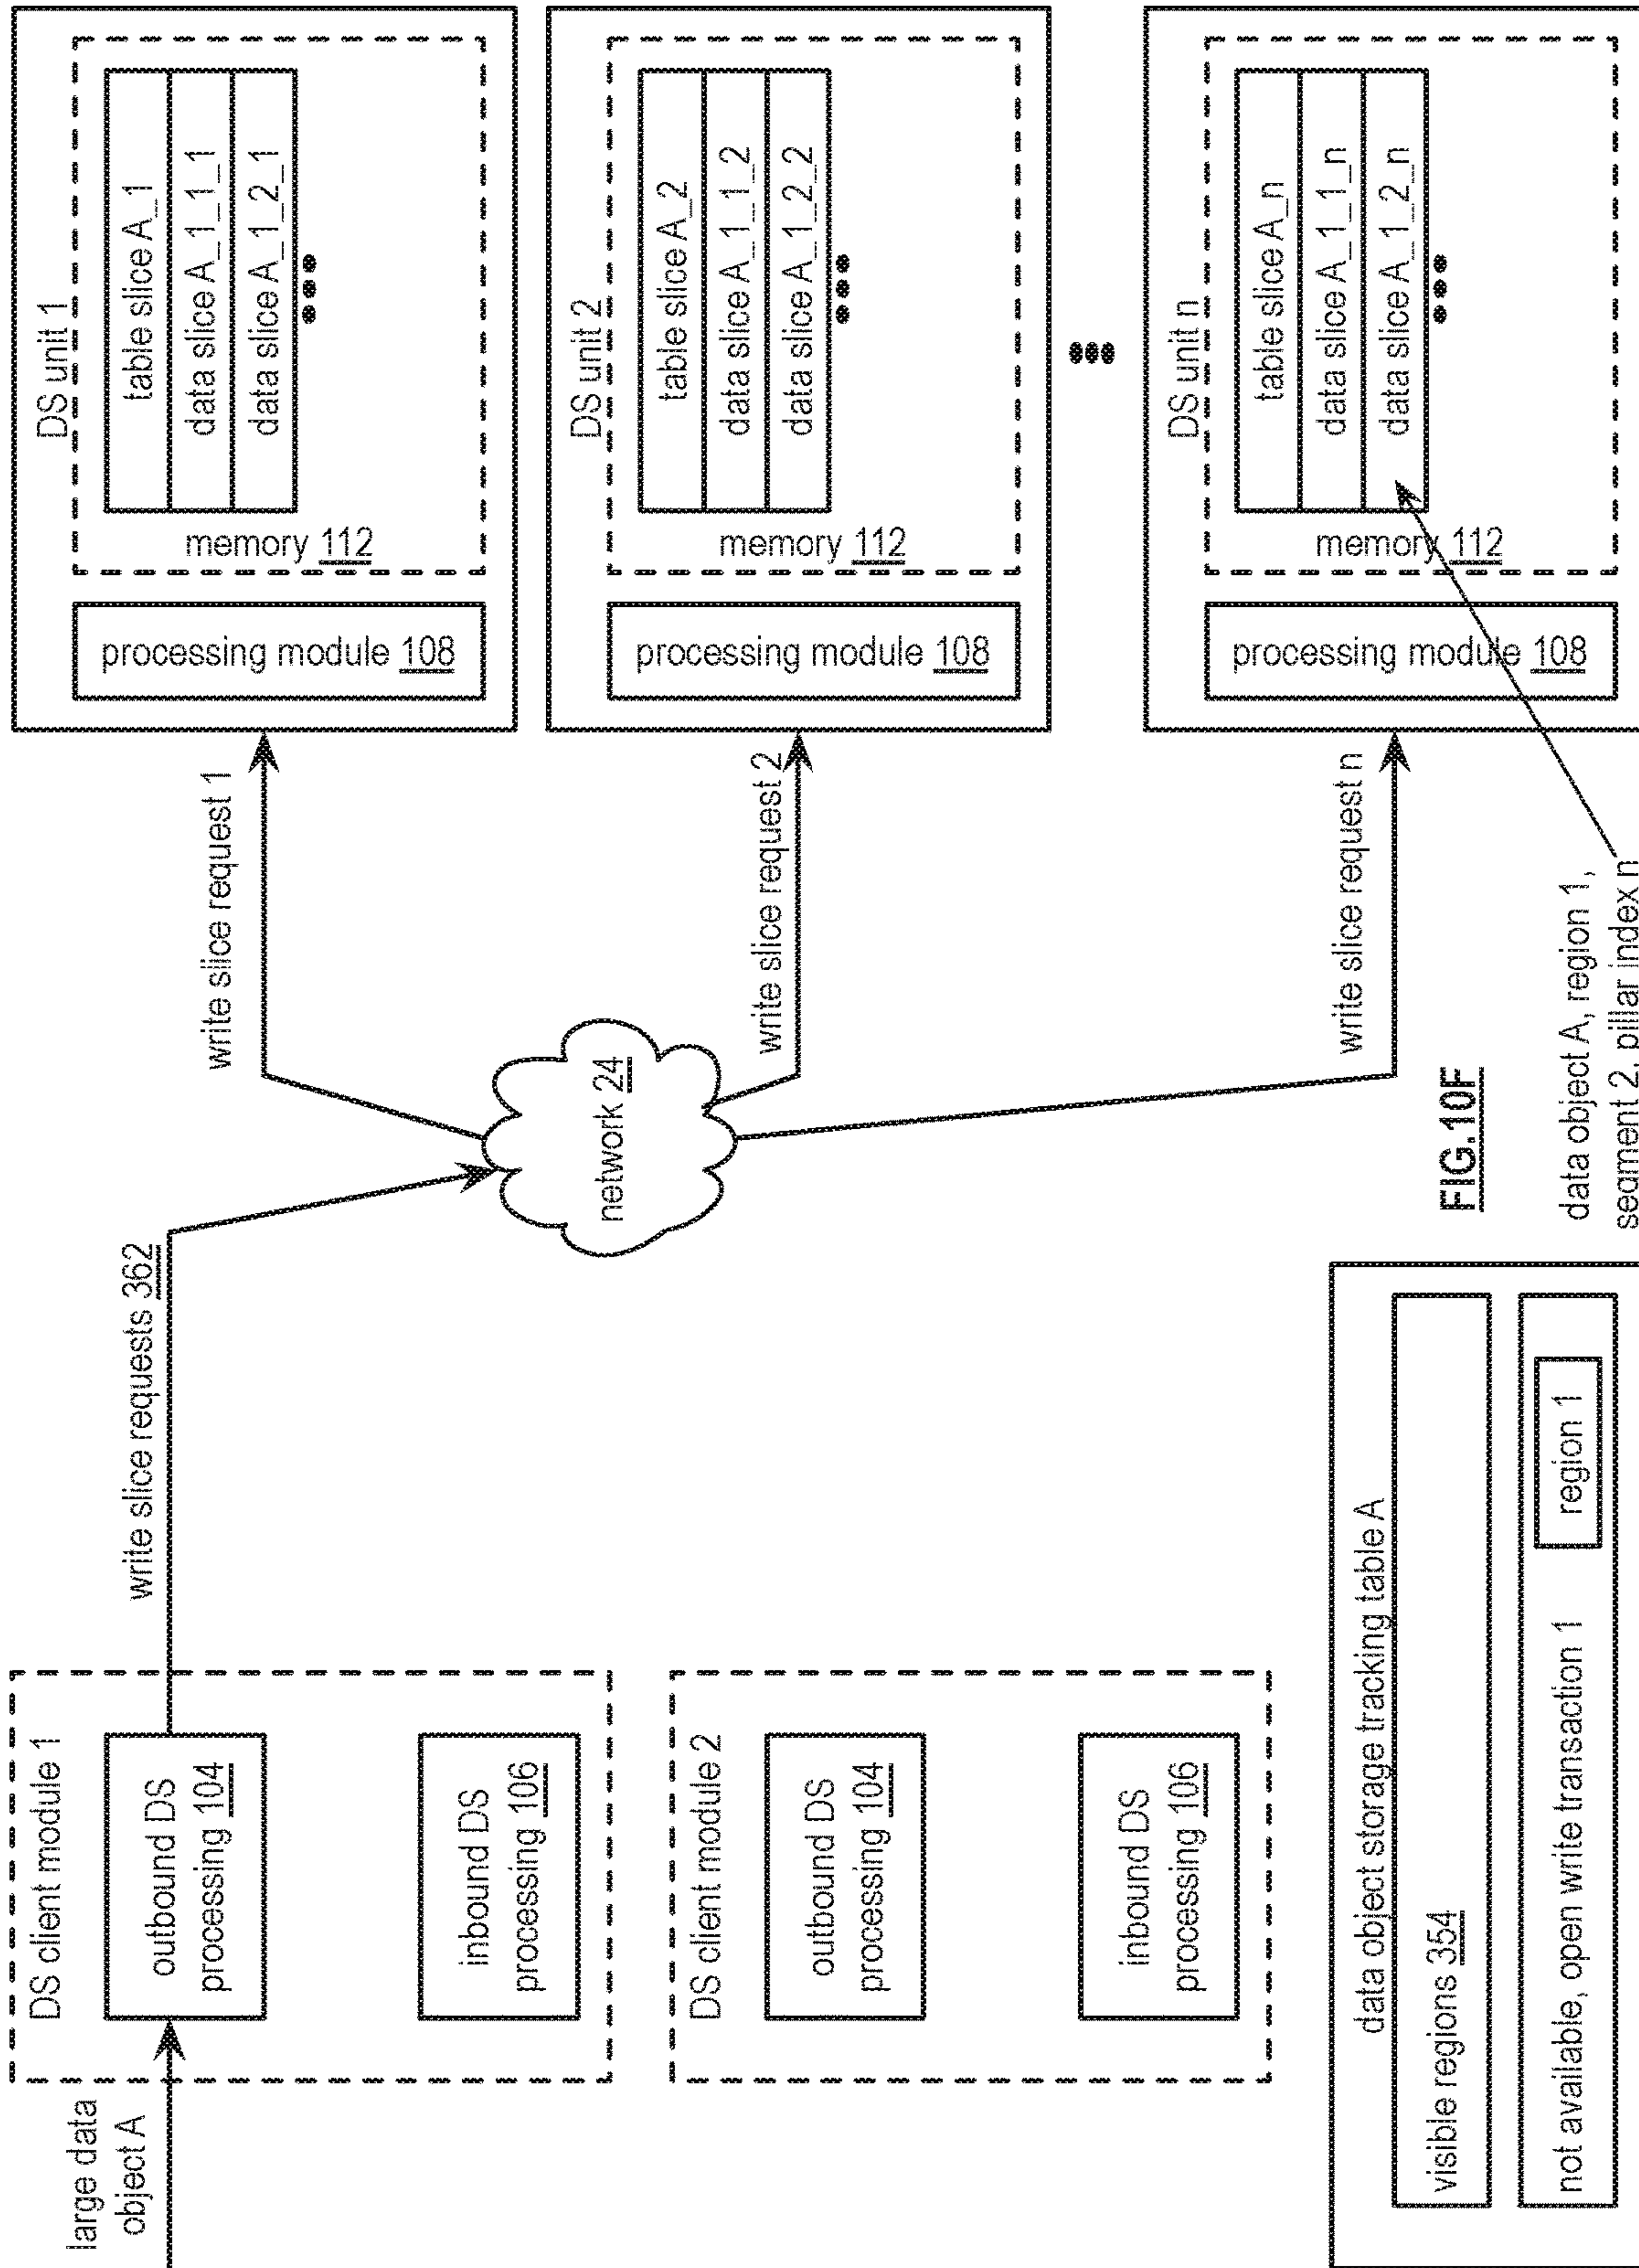 large data
object A
DS client module 1
outbound DS
processing 104
inbound DS
processing 106
write slice requests 362
DS client module 2
outbound DS
processing 104
inbound DS
processing 106
network 24
write slice request 1
write slice request 2
write slice request n
DS unit 1
processing module 108
memory 112
table slice A_1
data slice A_1_1_1
data slice A_1_2_1
DS unit 2
processing module 108
memory 112
table slice A_2
data slice A_1_1_2
data slice A_1_2_2
DS unit n
processing module 108
memory 112
table slice A_n
data slice A_1_1_n
data slice A_1_2_n
data object storage tracking table A
visible regions 354
not available, open write transaction 1
region 1
FIG.10F
data object A, region 1,
segment 2, pillar index n